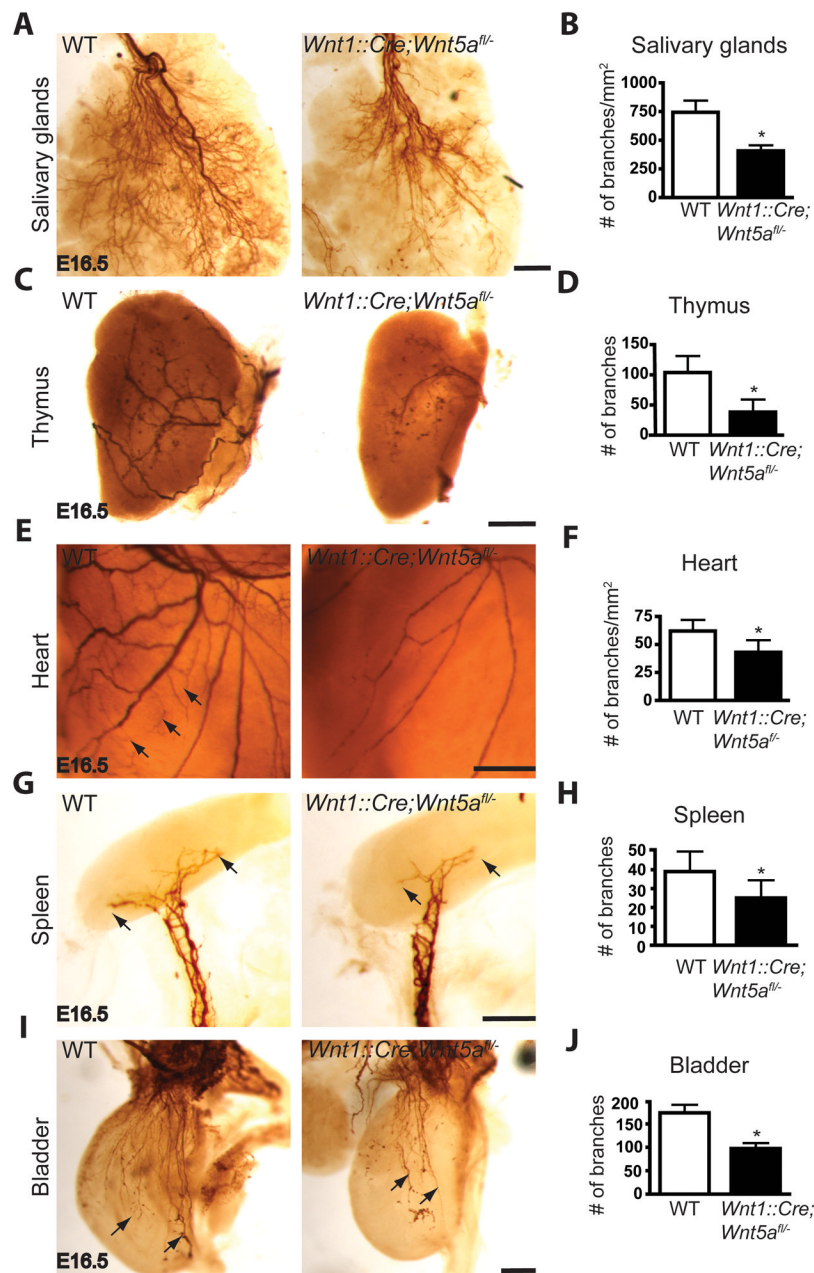 A
WT
Wnt1::Cre;Wnt5afl/-
Salivary glands
E16.5
B
Salivary glands
# of branches/mm2
1000
750
500
250
0
*
WT
Wnt1::Cre;
Wnt5afl/-
C
WT
Wnt1::Cre;Wnt5afl/-
Thymus
E16.5
D
Thymus
# of branches
150
100
50
0
*
WT
Wnt1::Cre;
Wnt5afl/-
E
WT
Wnt1::Cre;Wnt5afl/-
Heart
E16.5
F
Heart
# of branches/mm2
75
50
25
0
*
WT
Wnt1::Cre;
Wnt5af/-
G
WT
Wnt1::Cre;Wnt5afl/-
Spleen
E16.5
H
Spleen
# of branches
50
40
30
20
10
0
*
WT
Wnt1::Cre;
Wnt5afl/-
I
WT
Wnt1::Cre;Wnt5afl/-
Bladder
E16.5
J
Bladder
# of branches
200
150
100
50
0
*
WT
Wnt1::Cre;
Wnt5afl/-